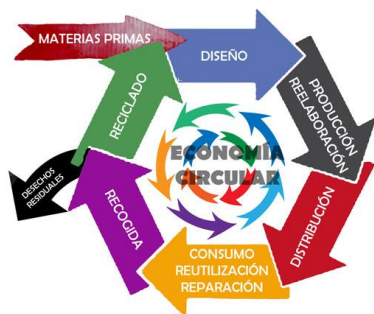 MATERIAS PRIMAS
DISEÑO
PRODUCCIÓN
REELABORACIÓN
DISTRIBUCIÓN
CONSUMO
REUTILIZACIÓN
REPARACIÓN
RECOGIDA
DESECHOS
RESIDUALES
RECICLADO
ECONOMÍA
CIRCULAR